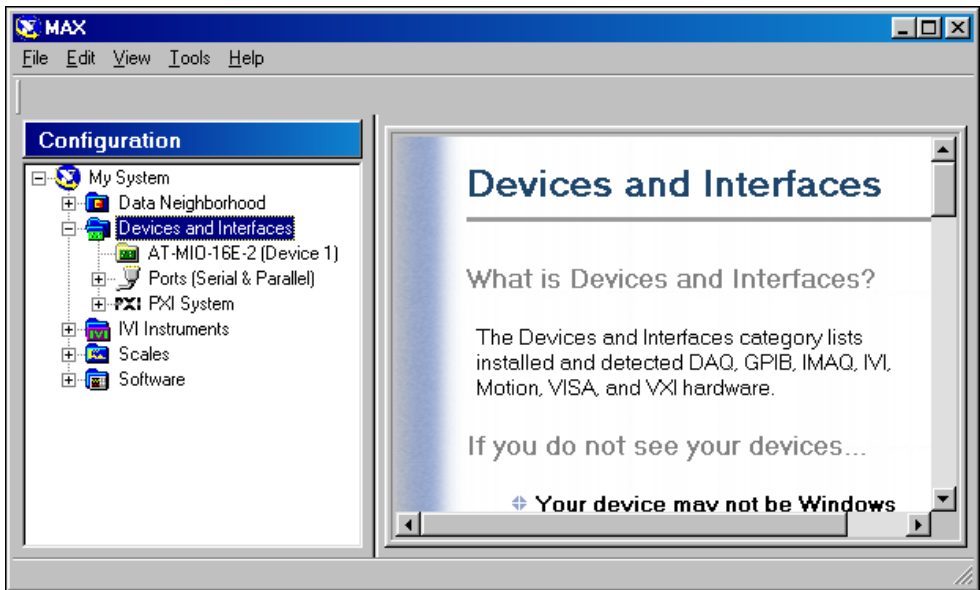 MAX
File Edit View Tools Help
Configuration
My System
Data Neighborhood
Devices and Interfaces
AT-MIO-16E-2 (Device 1)
Ports (Serial & Parallel)
PXI PXI System
IVI Instruments
Scales
Software
Devices and Interfaces
What is Devices and Interfaces?
The Devices and Interfaces category lists
installed and detected DAQ, GPIB, IMAQ, IVI,
Motion, VISA, and VXI hardware.
If you do not see your devices...
Your device may not be Windows